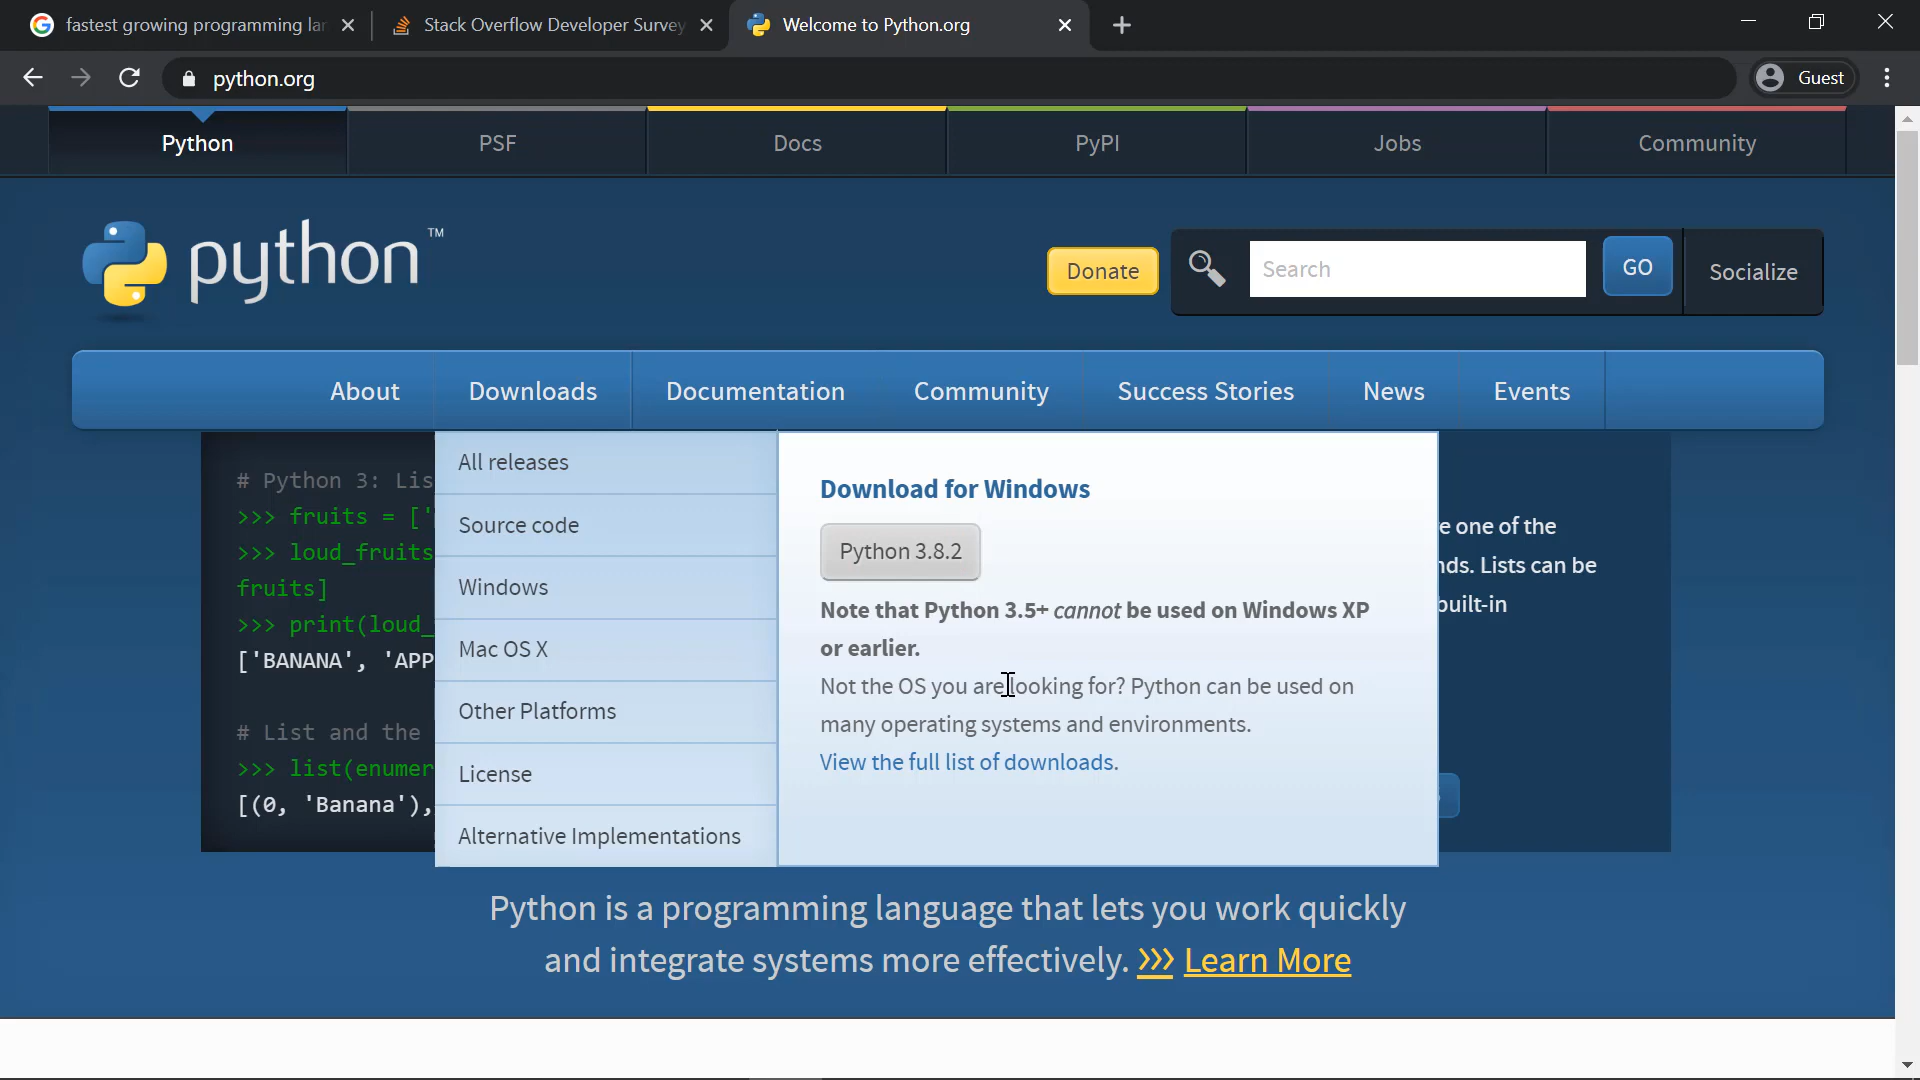 fastest growing programming la
Stack Overflow Developer Survey
Welcome to Python.org
python.org
Guest
Python
PSF
Docs
PyPI
Jobs
Community
python™
Donate
Search
GO
Socialize
About
Downloads
Documentation
Community
Success Stories
News
Events
# Python 3: Lis
>>> fruits = ['
>>> loud_fruits
fruits]
>>> print(loud_
['BANANA', 'APP
# List and the
>>> list(enumer
[(0, 'Banana'),
All releases
Source code
Windows
Mac OS X
Other Platforms
License
Alternative Implementations
Download for Windows
Python 3.8.2
Note that Python 3.5+ cannot be used on Windows XP
or earlier.
Not the OS you are looking for? Python can be used on
many operating systems and environments.
View the full list of downloads.
e one of the
nds. Lists can be
built-in
Python is a programming language that lets you work quickly
and integrate systems more effectively. >>> Learn More